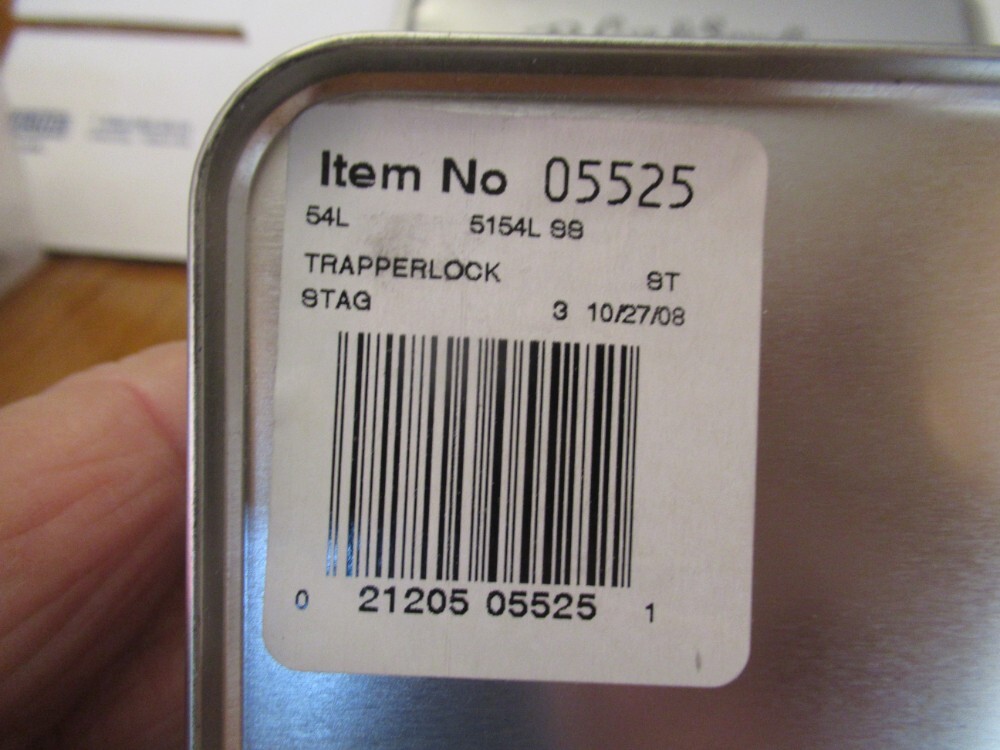 Item No 05525
54L 5154L SS
TRAPPERLOCK ST
STAG 3 10/27/08
0 21205 05525 1